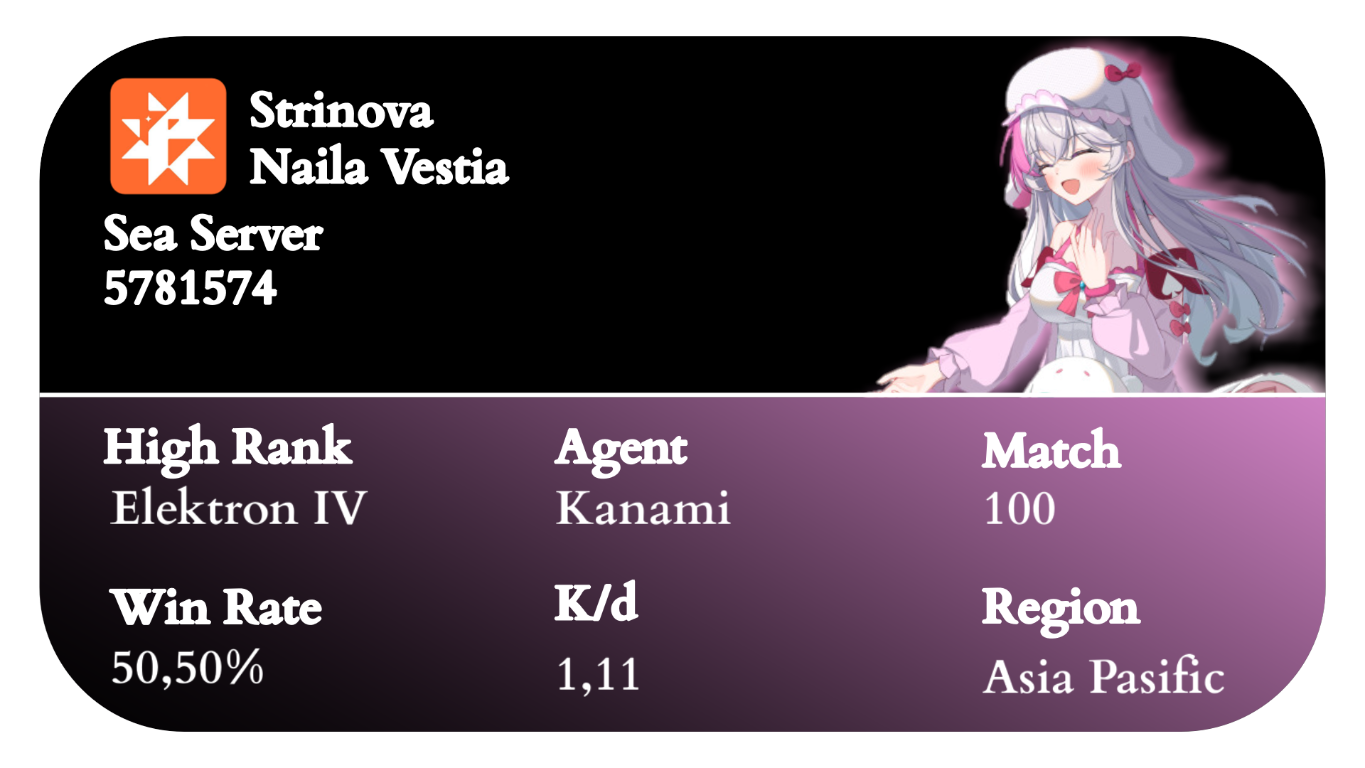 Strinova
Naila Vestia
Sea Server
5781574
High Rank
Elektron IV
Agent
Kanami
Match
100
Win Rate
50,50%
K/d
1,11
Region
Asia Pasific